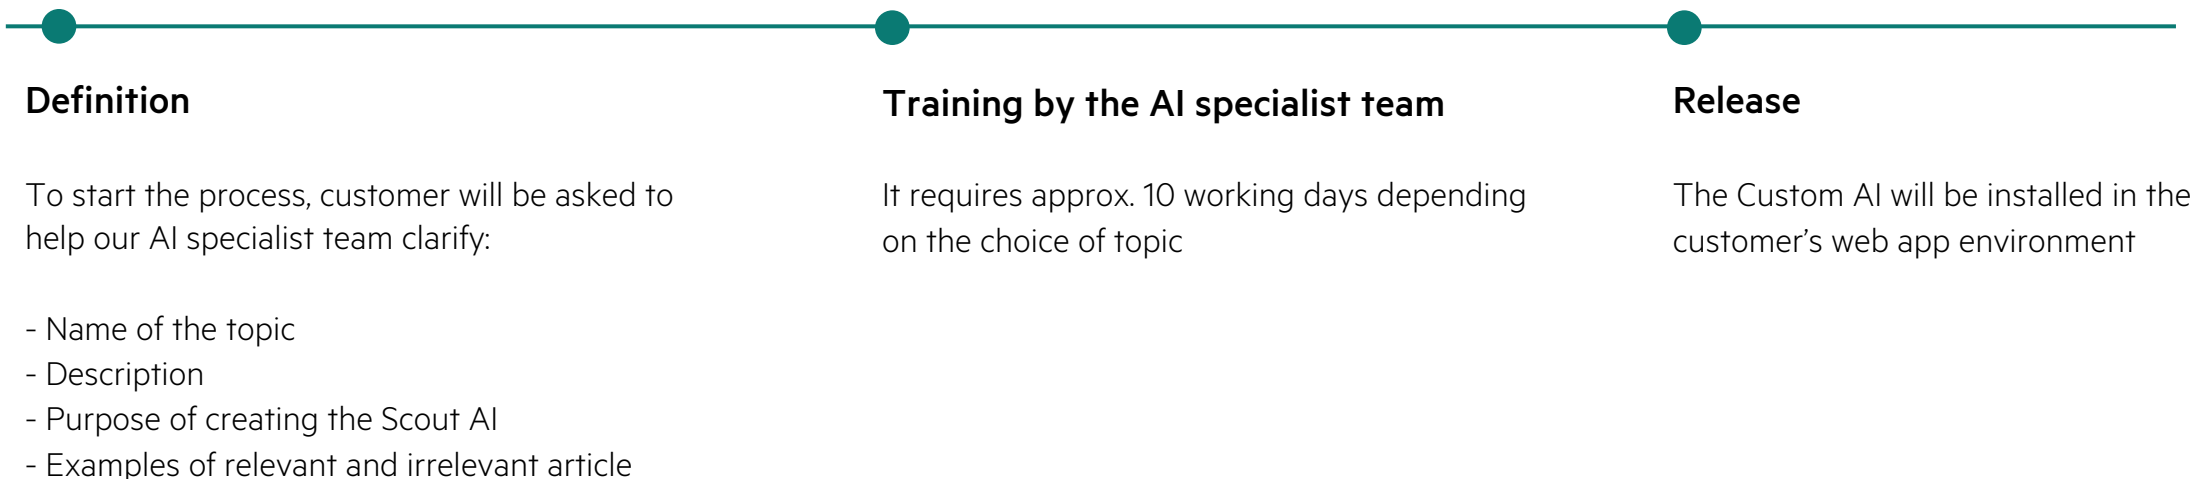 Definition
To start the process, customer will be asked to
help our AI specialist team clarify:
- Name of the topic
- Description
- Purpose of creating the Scout AI
- Examples of relevant and irrelevant article
Training by the AI specialist team
It requires approx. 10 working days depending
on the choice of topic
Release
The Custom AI will be installed in the
customer’s web app environment